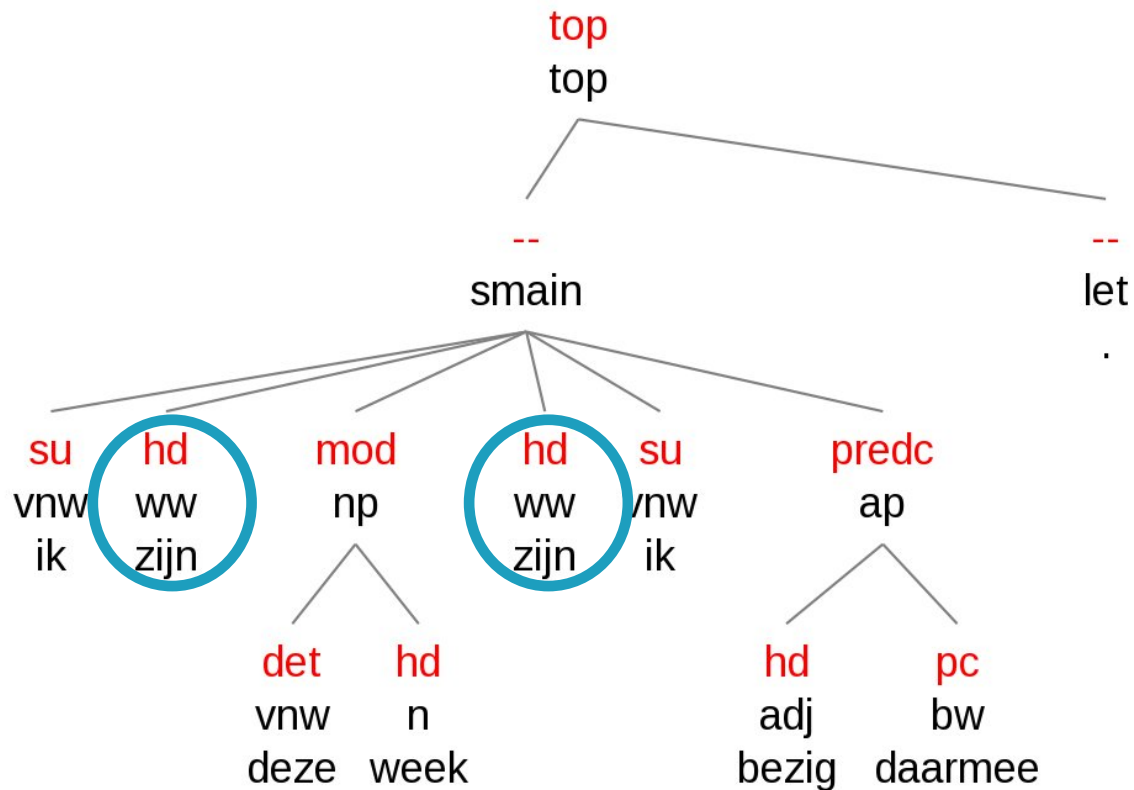 top
top
-- --
smain let
.
su hd mod hd su predc
vnw ww np ww vnw ap
ik zijn zijn ik
det hd hd pc
vnw n adj bw
deze week bezig daarmee